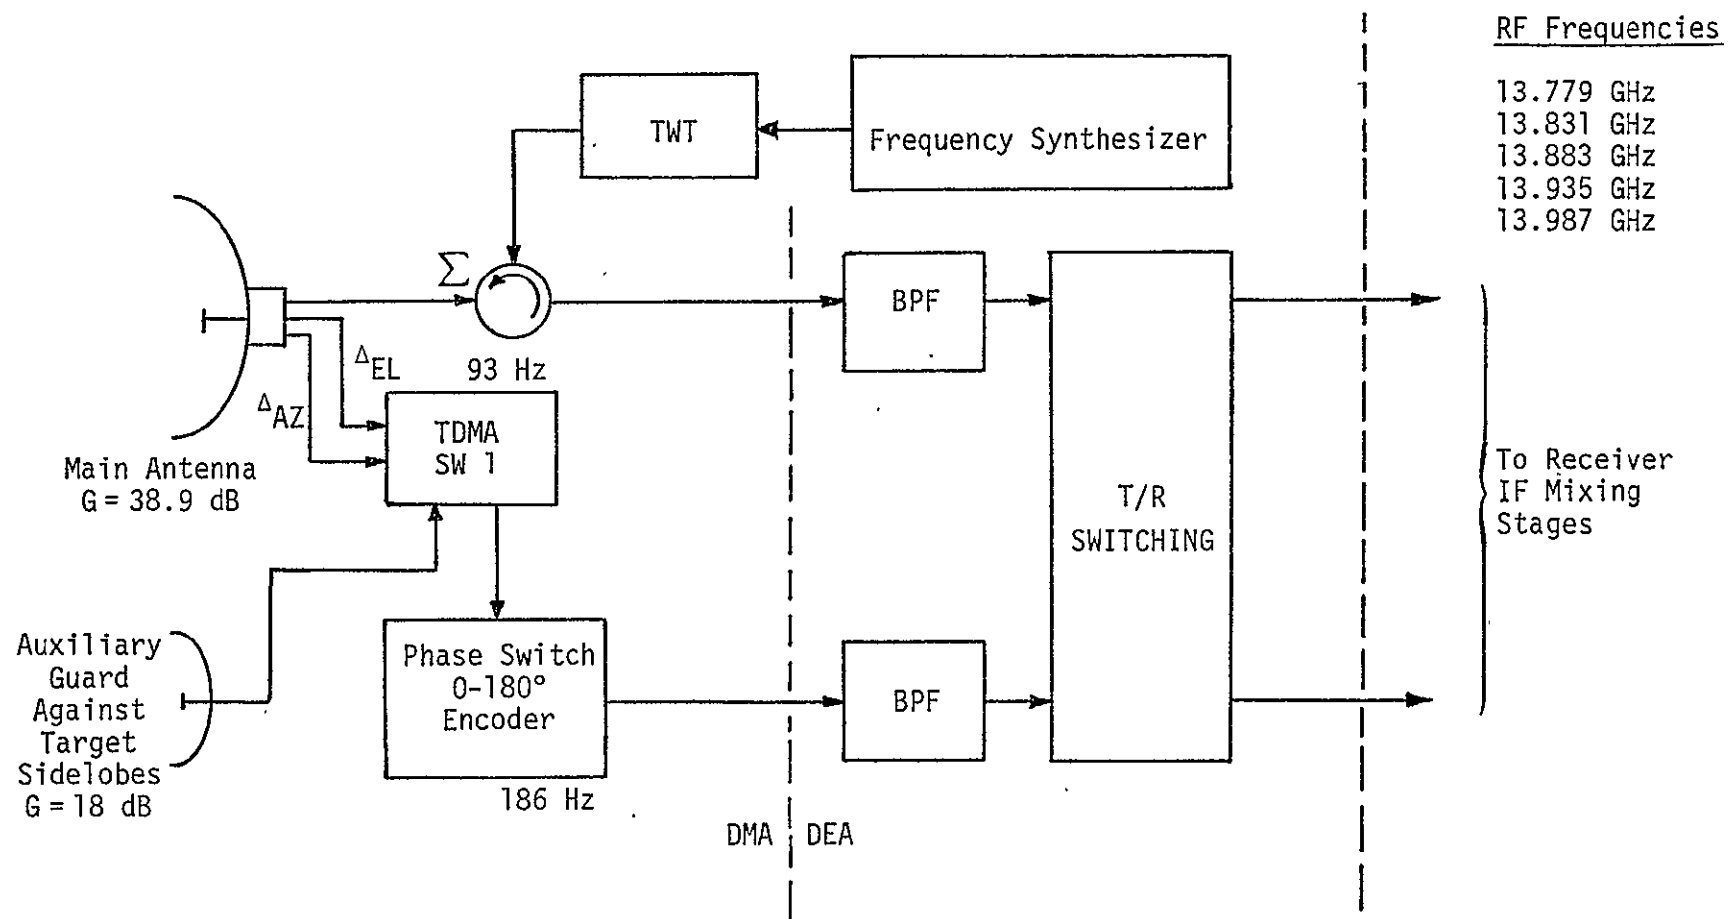 RF Frequencies
13.779 GHz
13.831 GHz
13.883 GHz
13.935 GHz
13.987 GHz
TWT
Frequency Synthesizer
Σ
BPF
93 Hz
Δ EL
Δ AZ
TDMA
SW 1
Main Antenna
G = 38.9 dB
T/R
SWITCHING
To Receiver
IF Mixing
Stages
Auxiliary
Guard
Against
Target
Sidelobes
G = 18 dB
Phase Switch
0-180°
Encoder
186 Hz
BPF
DMA
DEA